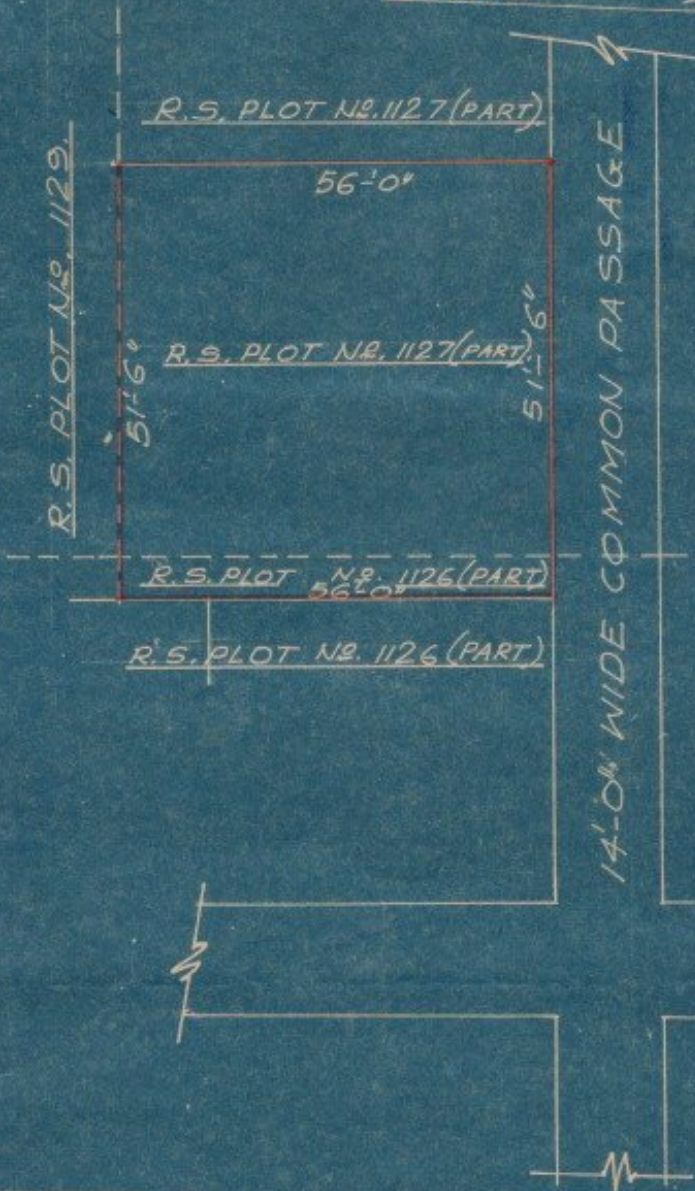 R.S. PLOT Nº. 1127 (PART)
56'-0"
R.S. PLOT Nº. 1129.
51'-6"
R.S. PLOT Nº. 1127 (PART).
51'-6"
14'-0" WIDE COMMON PASSAGE
R.S. PLOT Nº. 1126 (PART)
56'-0"
R.S. PLOT Nº. 1126 (PART)